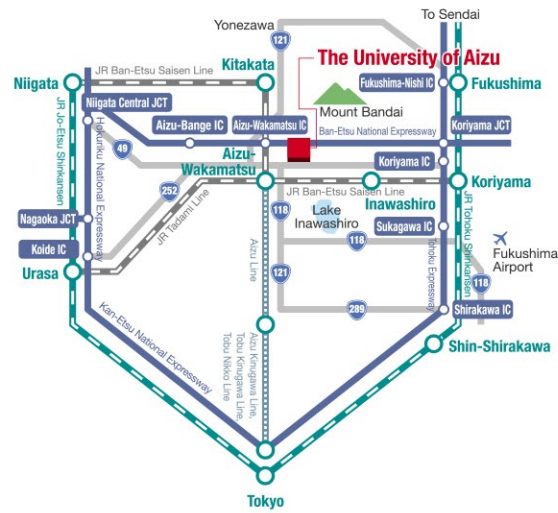 To Sendai
Yonezawa
121
The University of Aizu
JR Ban-Etsu Saisen Line
Kitakata
Niigata
Fukushima-Nishi IC
Fukushima
Mount Bandai
Niigata Central JCT
Aizu-Bange IC
Aizu-Wakamatsu IC
Ban-Etsu National Expressway
Koriyama JCT
JR Jo-Etsu Shinkansen
Hokuriku National Expressway
49
Aizu-
Wakamatsu
Koriyama IC
252
JR Ban-Etsu Saisen Line
Koriyama
Inawashiro
JR Tadami Line
118
Lake
Inawashiro
Nagaoka JCT
Sukagawa IC
JR Tohoku Shinkansen
Koide IC
Aizu Line
118
Tohoku Expressway
Fukushima
Airport
Urasa
121
118
289
Shirakawa IC
Kan-Etsu National Expressway
Aizu Kinugawa Line,
Tobu Kinugawa Line,
Tobu Nikko Line
Shin-Shirakawa
Tokyo